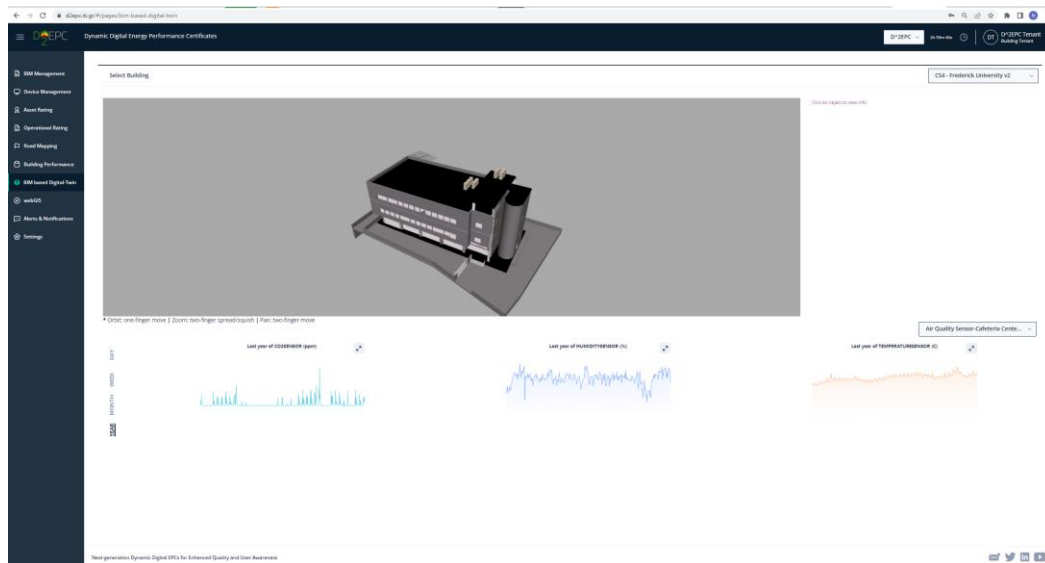 D2EPC
Dynamic Digital Energy Performance Certificates
D^2EPC
D^2EPC Tenant
DT
Building Tenant
BIM Management
Device Management
Asset Rating
Operational Rating
Road Mapping
Building Performance
BIM based Digital-Twin
webGIS
Alerts & Notifications
Settings
Select Building
CS4 - Frederick University v2
Click an object to view info
* Orbit: one-finger move | Zoom: two-finger spread/squish | Pan: two-finger move
Air Quality Sensor-Cafeteria Cente...
DAY
WEEK
MONTH
YEAR
Last year of CO2SENSOR (ppm)
Last year of HUMIDITYSENSOR (%)
Last year of TEMPERATURESENSOR (C)
Next-generation Dynamic Digital EPCs for Enhanced Quality and User Awareness